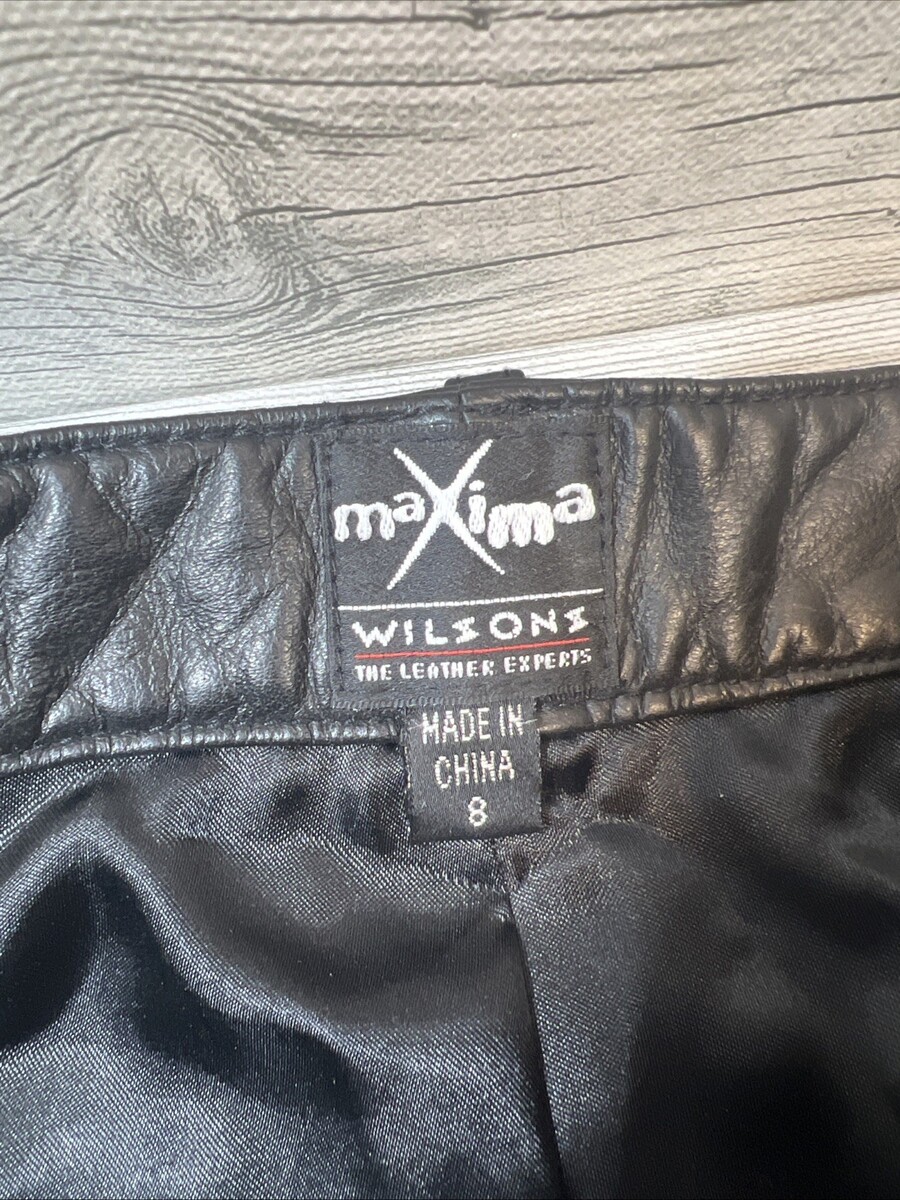 maXima
WILSONS
THE LEATHER EXPERTS
MADE IN
CHINA
8